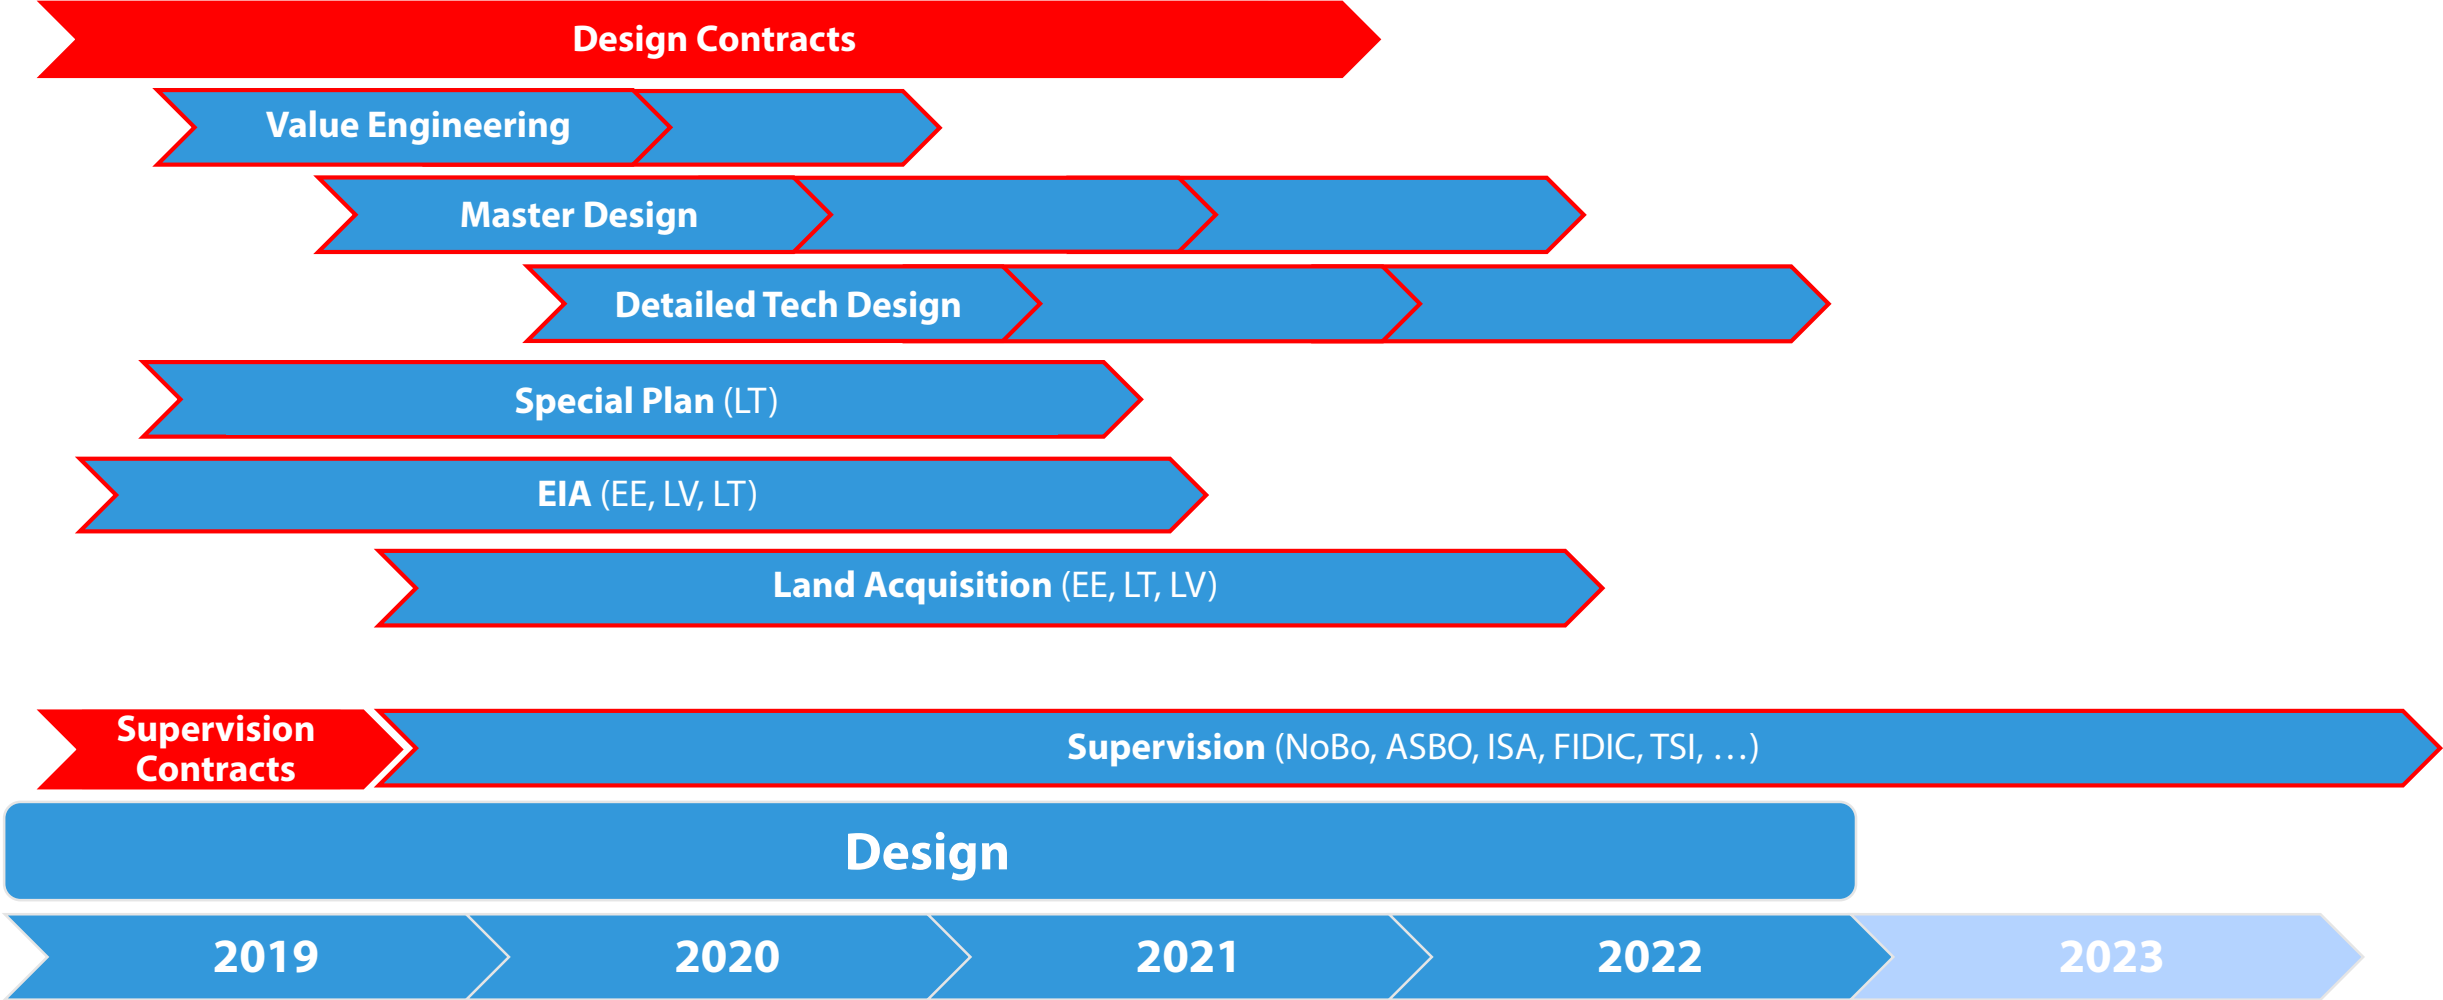 Design Contracts
Value Engineering
Master Design
Detailed Tech Design
Special Plan (LT)
EIA (EE, LV, LT)
Land Acquisition (EE, LT, LV)
Supervision
Contracts
Supervision (NoBo, ASBO, ISA, FIDIC, TSI, …)
Design
2019 2020 2021 2022 2023